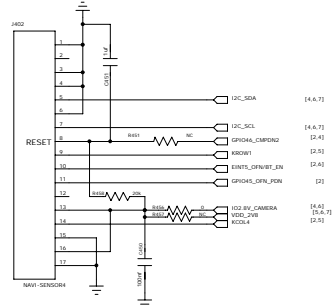 J402
1
2
3
4
5
6
7
8
9
10
11
12
13
14
15
16
17
RESET
NAVI-SENSOR4
1uf
C451
I2C_SDA [4,6,7]
I2C_SCL [4,6,7]
R451 NC GPIO46_CMPDN2 [2,4]
KROW1 [2,5]
EINT5_OFN/BT_EN [2,6]
GPIO45_OFN_PDN [2]
R458 20k
R456 0 IO2.8V_CAMERA [4,6]
R457 NC VDD_2V8 [5,6,7]
KCOL4 [2,5]
C450
100nf